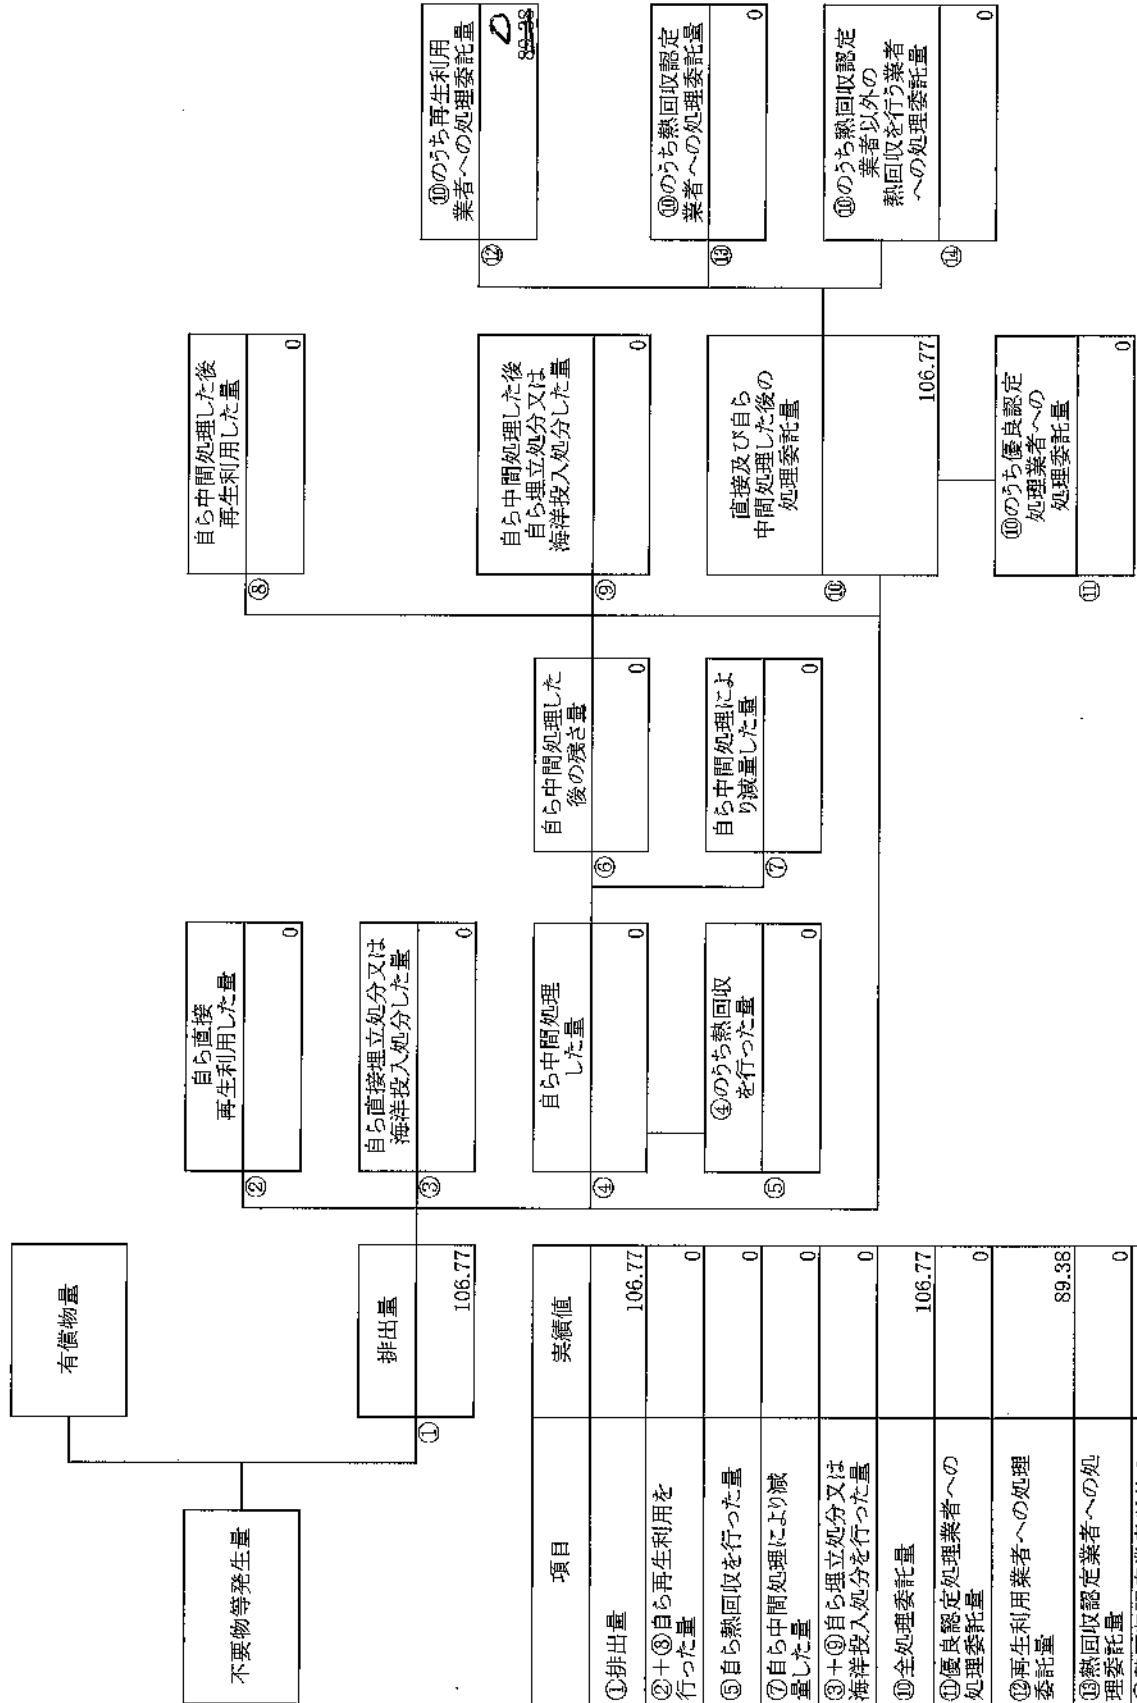 有償物量
不要物等発生量
排出量
①
106.77
自ら直接
再生利用した量
②
0
自ら直接埋立処分又は
海洋投入処分した量
③
0
自ら中間処理
した量
④
0
④のうち熱回収
を行った量
⑤
0
自ら中間処理した
後の残さ量
⑥
0
自ら中間処理によ
り減量した量
⑦
0
自ら中間処理した後
再生利用した量
⑧
0
自ら中間処理した後
自ら埋立処分又は
海洋投入処分した量
⑨
0
直接及び自ら
中間処理した後の
処理委託量
⑩
106.77
⑩のうち優良認定
処理業者への
処理委託量
⑪
0
⑩のうち再生利用
業者への処理委託量
⑫
0
89.38
⑩のうち熱回収認定
業者への処理委託量
⑬
0
⑩のうち熱回収認定
業者以外の
熱回収を行う業者
への処理委託量
⑭
0
項目 実績値
①排出量 106.77
②+⑧自ら再生利用を
行った量 0
⑤自ら熱回収を行った量 0
⑦自ら中間処理により減
量した量 0
③+⑨自ら埋立処分又は
海洋投入処分を行った量 0
⑩全処理委託量 106.77
⑪優良認定処理業者への
処理委託量 0
⑫再生利用業者への処理
委託量 89.38
⑬熱回収認定業者への処
理委託量 0